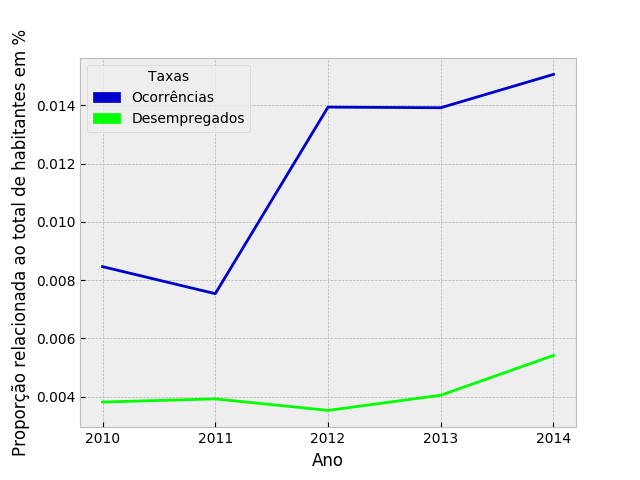 Proporção relacionada ao total de habitantes em %
Taxas
Ocorrências
Desempregados
0.014
0.012
0.010
0.008
0.006
0.004
2010 2011 2012 2013 2014
Ano